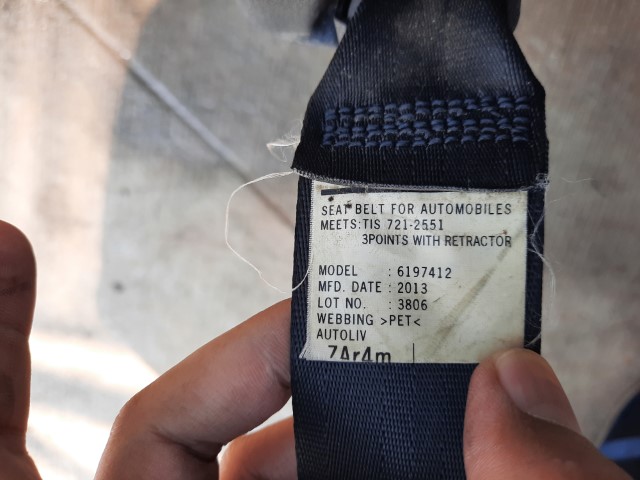 SEAT BELT FOR AUTOMOBILES
MEETS:TIS 721-2551
3POINTS WITH RETRACTOR
MODEL : 6197412
MFD. DATE : 2013
LOT NO. : 3806
WEBBING >PET<
AUTOLIV
ZAr4m